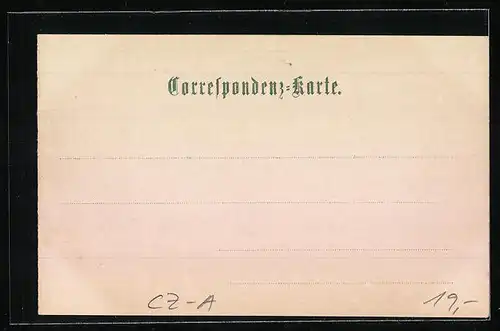 Correspondenz-Karte.
CZ-A
19,-